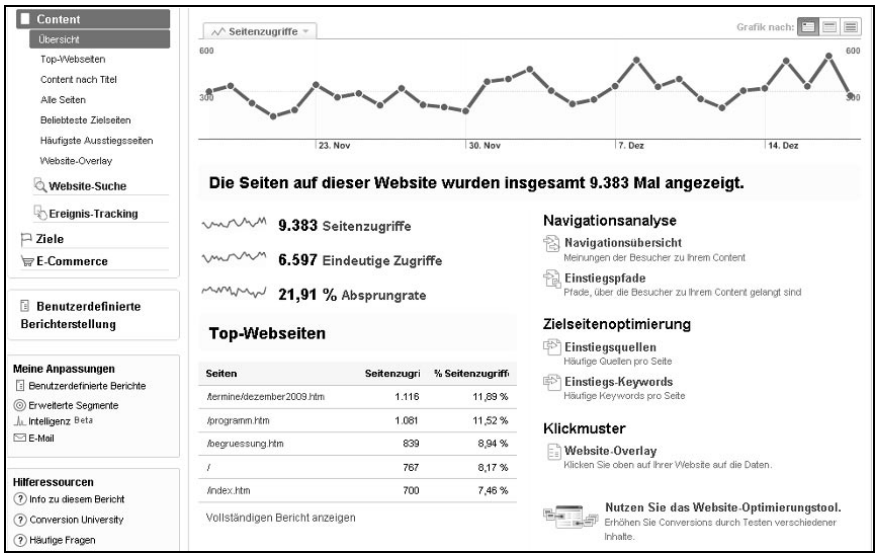 Content
Übersicht
Top-Webseiten
Content nach Titel
Alle Seiten
Beliebteste Zielseiten
Häufigste Ausstiegsseiten
Website-Overlay
Website-Suche
Ereignis-Tracking
Ziele
E-Commerce
Benutzerdefinierte
Berichterstellung
Meine Anpassungen
Benutzerdefinierte Berichte
Erweiterte Segmente
Intelligenz Beta
E-Mail
Hilferessourcen
Info zu diesem Bericht
Conversion University
Häufige Fragen
Seitenzugriffe
Grafik nach:
600 600
300 300
23. Nov 30. Nov 7. Dez 14. Dez
Die Seiten auf dieser Website wurden insgesamt 9.383 Mal angezeigt.
9.383 Seitenzugriffe
6.597 Eindeutige Zugriffe
21,91 % Absprungrate
Top-Webseiten
Seiten Seitenzugri % Seitenzugriff
/termine/dezember2009.htm 1.116 11,89 %
/programm.htm 1.081 11,52 %
/begruessung.htm 839 8,94 %
/ 767 8,17 %
/index.htm 700 7,46 %
Vollständigen Bericht anzeigen
Navigationsanalyse
Navigationsübersicht
Meinungen der Besucher zu Ihrem Content
Einstiegspfade
Pfade, über die Besucher zu Ihrem Content gelangt sind
Zielseitenoptimierung
Einstiegsquellen
Häufige Quellen pro Seite
Einstiegs-Keywords
Häufige Keywords pro Seite
Klickmuster
Website-Overlay
Klicken Sie oben auf Ihrer Website auf die Daten.
Nutzen Sie das Website-Optimierungstool.
Erhöhen Sie Conversions durch Testen verschiedener
Inhalte.